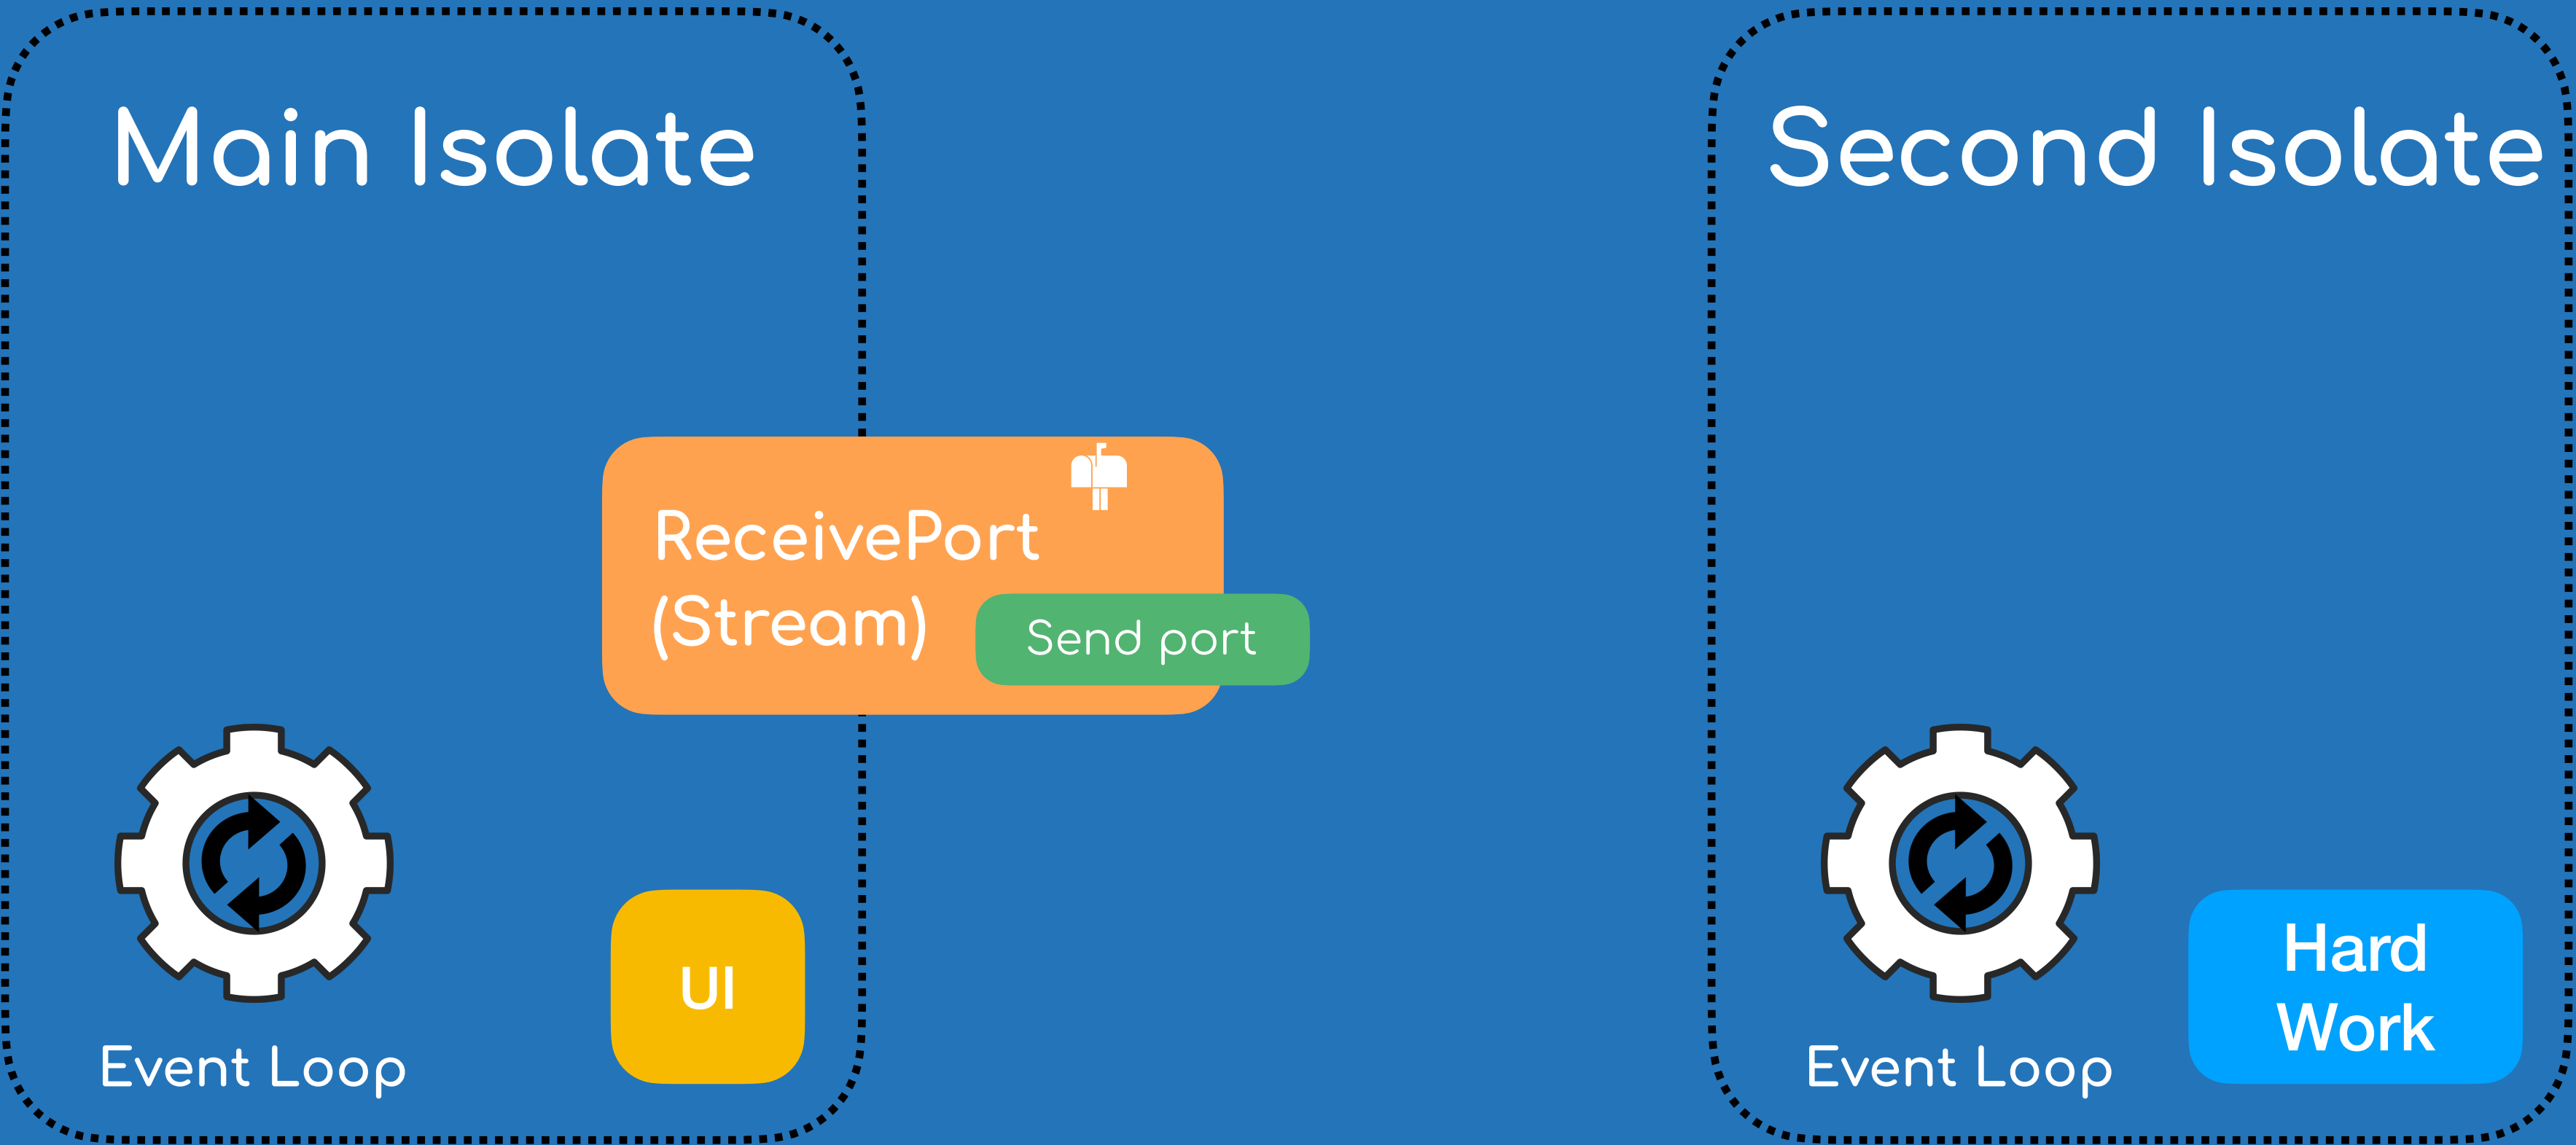 Main Isolate
Second Isolate
ReceivePort
(Stream)
Send port
UI
Event Loop
Hard
Work
Event Loop